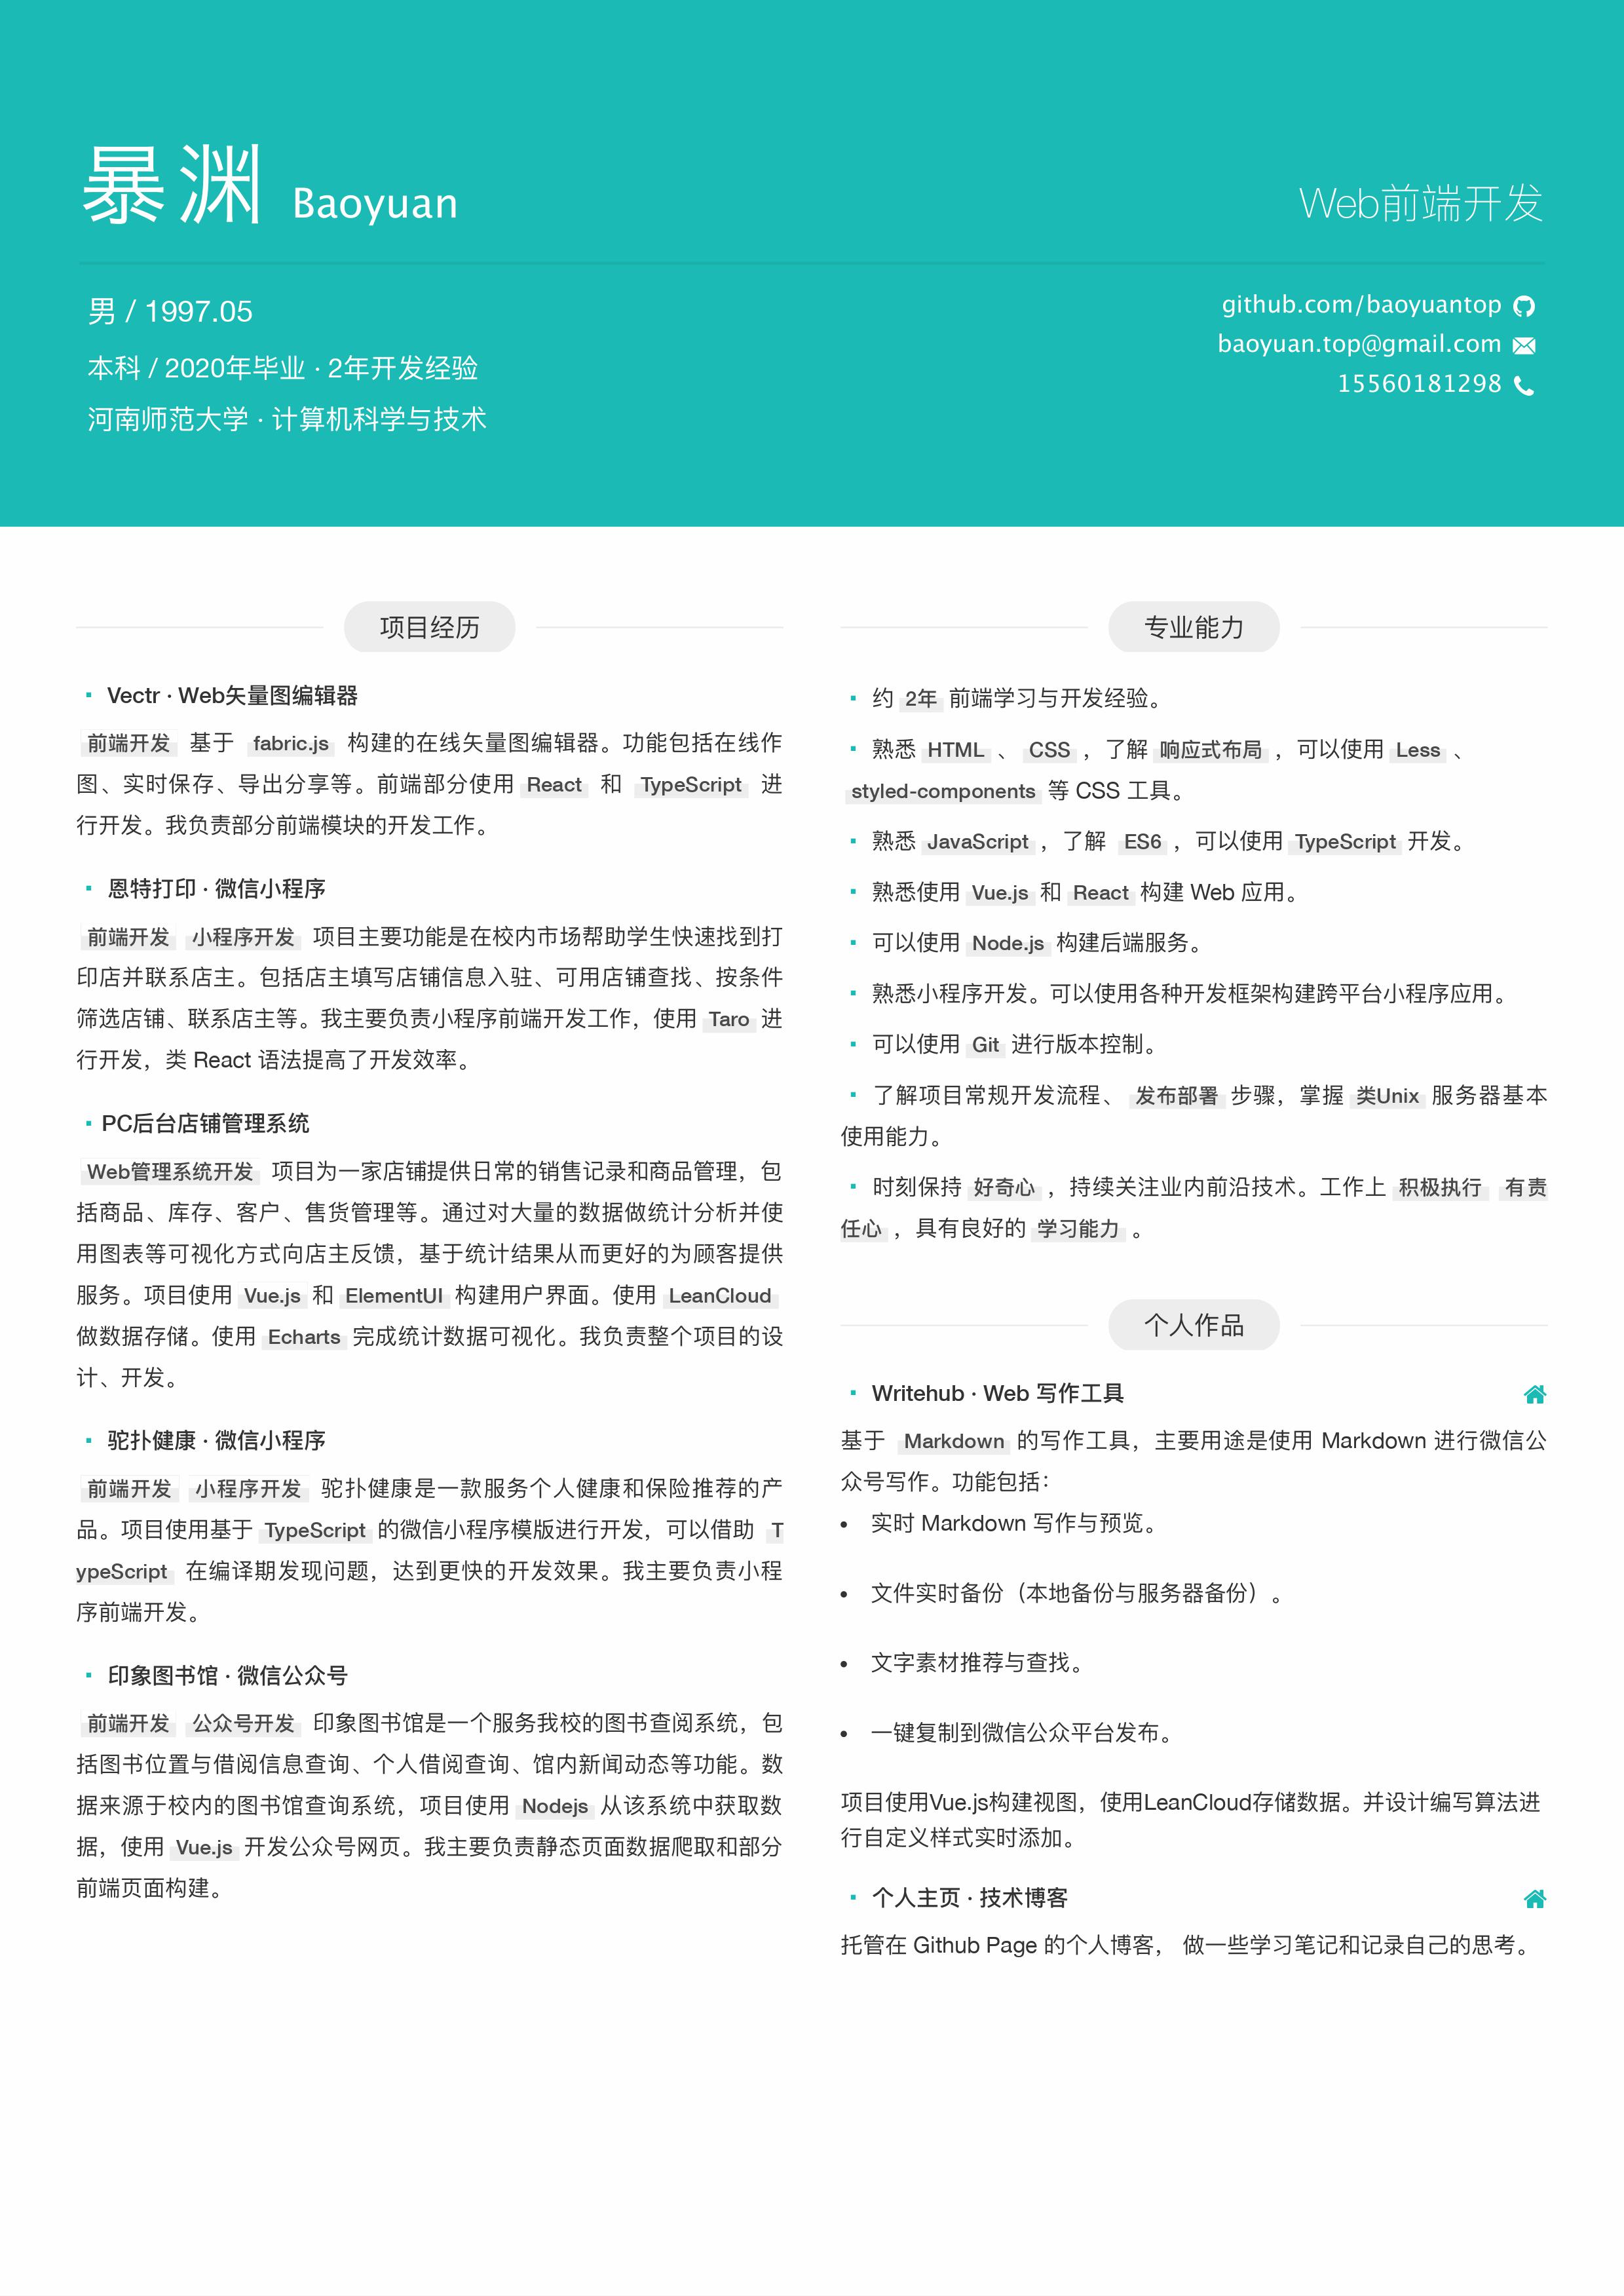 暴渊 Baoyuan
Web前端开发
男 / 1997.05
本科 / 2020年毕业 · 2年开发经验
河南师范大学 · 计算机科学与技术
github.com/baoyuantop
baoyuan.top@gmail.com
15560181298
项目经历
Vectr · Web矢量图编辑器
前端开发 基于 fabric.js 构建的在线矢量图编辑器。功能包括在线作
图、实时保存、导出分享等。前端部分使用 React 和 TypeScript 进
行开发。我负责部分前端模块的开发工作。
恩特打印 · 微信小程序
前端开发 小程序开发 项目主要功能是在校内市场帮助学生快速找到打
印店并联系店主。包括店主填写店铺信息入驻、可用店铺查找、按条件
筛选店铺、联系店主等。我主要负责小程序前端开发工作，使用 Taro 进
行开发，类 React 语法提高了开发效率。
PC后台店铺管理系统
Web管理系统开发 项目为一家店铺提供日常的销售记录和商品管理，包
括商品、库存、客户、售货管理等。通过对大量的数据做统计分析并使
用图表等可视化方式向店主反馈，基于统计结果从而更好的为顾客提供
服务。项目使用 Vue.js 和 ElementUI 构建用户界面。使用 LeanCloud
做数据存储。使用 Echarts 完成统计数据可视化。我负责整个项目的设
计、开发。
驼扑健康 · 微信小程序
前端开发 小程序开发 驼扑健康是一款服务个人健康和保险推荐的产
品。项目使用基于 TypeScript 的微信小程序模版进行开发，可以借助 T
ypeScript 在编译期发现问题，达到更快的开发效果。我主要负责小程
序前端开发。
印象图书馆 · 微信公众号
前端开发 公众号开发 印象图书馆是一个服务我校的图书查阅系统，包
括图书位置与借阅信息查询、个人借阅查询、馆内新闻动态等功能。数
据来源于校内的图书馆查询系统，项目使用 Nodejs 从该系统中获取数
据，使用 Vue.js 开发公众号网页。我主要负责静态页面数据爬取和部分
前端页面构建。
专业能力
约 2年 前端学习与开发经验。
熟悉 HTML 、 CSS ，了解 响应式布局 ，可以使用 Less 、
styled-components 等 CSS 工具。
熟悉 JavaScript ，了解 ES6 ，可以使用 TypeScript 开发。
熟悉使用 Vue.js 和 React 构建 Web 应用。
可以使用 Node.js 构建后端服务。
熟悉小程序开发。可以使用各种开发框架构建跨平台小程序应用。
可以使用 Git 进行版本控制。
了解项目常规开发流程、 发布部署 步骤，掌握 类Unix 服务器基本
使用能力。
时刻保持 好奇心 ，持续关注业内前沿技术。工作上 积极执行 有责
任心 ，具有良好的 学习能力 。
个人作品
Writehub · Web 写作工具
基于 Markdown 的写作工具，主要用途是使用 Markdown 进行微信公
众号写作。功能包括：
• 实时 Markdown 写作与预览。
• 文件实时备份（本地备份与服务器备份）。
• 文字素材推荐与查找。
• 一键复制到微信公众平台发布。
项目使用Vue.js构建视图，使用LeanCloud存储数据。并设计编写算法进
行自定义样式实时添加。
个人主页 · 技术博客
托管在 Github Page 的个人博客， 做一些学习笔记和记录自己的思考。